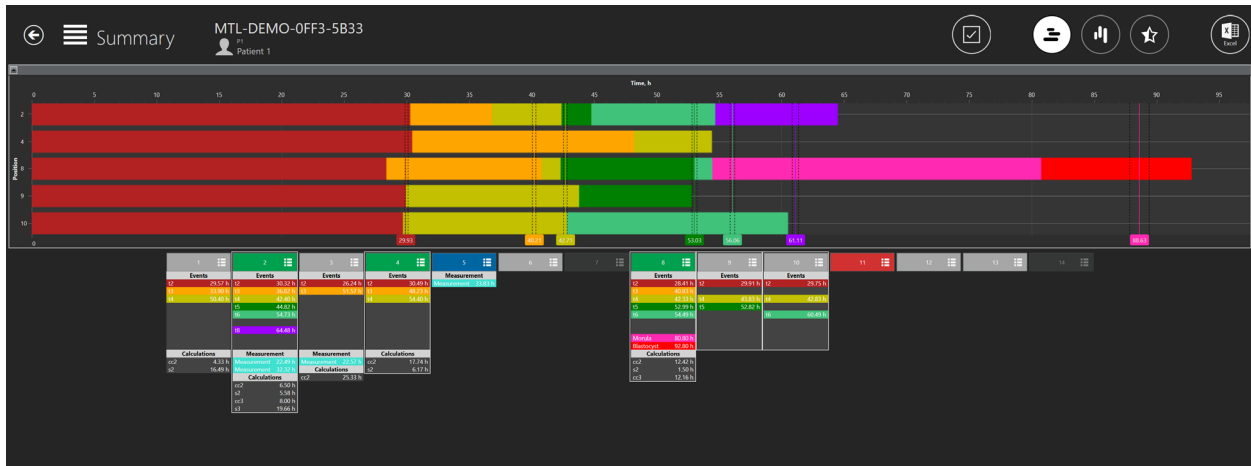 Summary
MTL-DEMO-0FF3-5B33
P1
Patient 1
Excel
Time, h
0 5 10 15 20 25 30 35 40 45 50 55 60 65 70 75 80 85 90 95
Position
2
4
8
9
10
0
29.93 40.21 42.71 53.03 56.06 61.11 88.63
1 2 3 4 5 6 7 8 9 10 11 12 13 14
Events Events Events Events Measurement Events Events Events
t2 29.57 h t2 30.32 h t2 26.24 h t2 30.49 h Measurement 33.83 h t2 28.41 h t2 29.91 h t2 29.75 h
t3 33.90 h t3 36.82 h t3 51.57 h t3 48.23 h t3 40.83 h
t4 50.40 h t4 42.40 h t4 54.40 h t4 42.33 h t4 43.83 h t4 42.83 h
t5 44.82 h t5 52.99 h t5 52.82 h
t6 54.73 h t6 54.49 h t6 60.49 h
t8 64.48 h
Morula 80.80 h
Blastocyst 92.80 h
Calculations Measurement Measurement Calculations Calculations
cc2 4.33 h Measurement 22.49 h Measurement 22.57 h cc2 17.74 h cc2 12.42 h
s2 16.49 h Measurement 32.32 h Calculations s2 6.17 h s2 1.50 h
Calculations cc2 25.33 h cc3 12.16 h
cc2 6.50 h
s2 5.58 h
cc3 8.00 h
s3 19.66 h